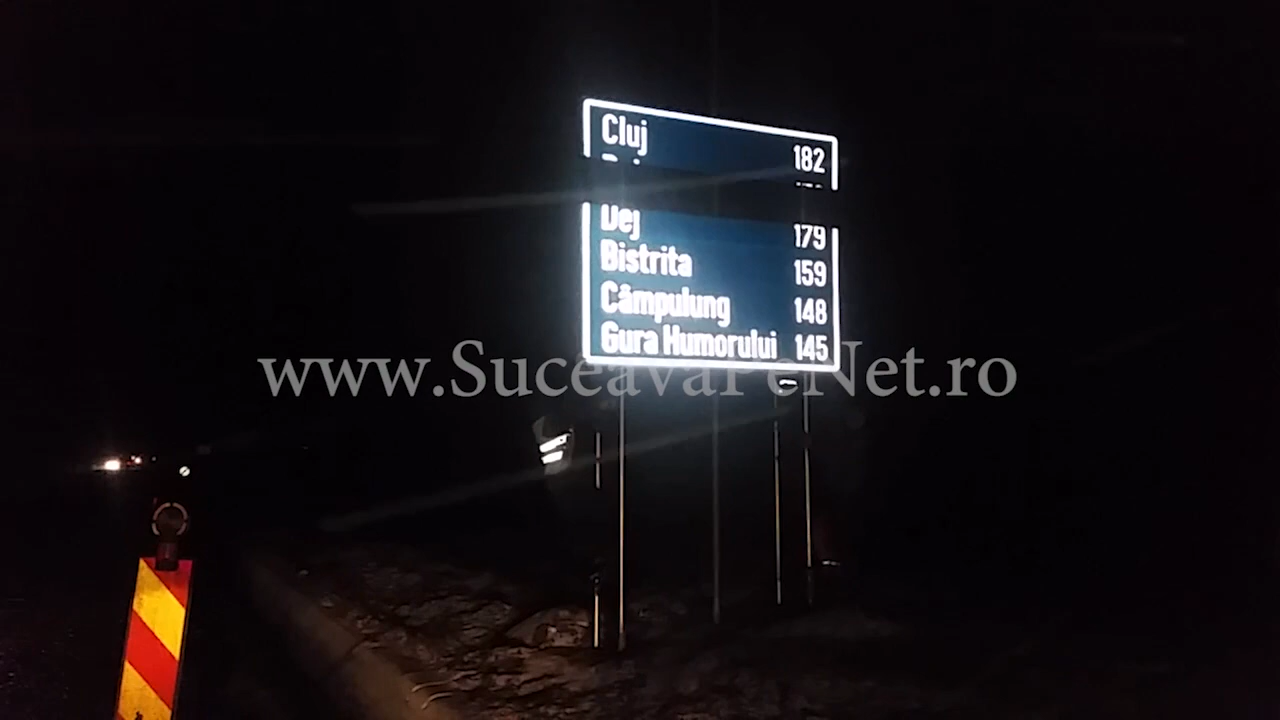 Cluj 182
Dej 179
Bistrita 159
Câmpulung 148
Gura Humorului 145
www.SuceavaPeNet.ro